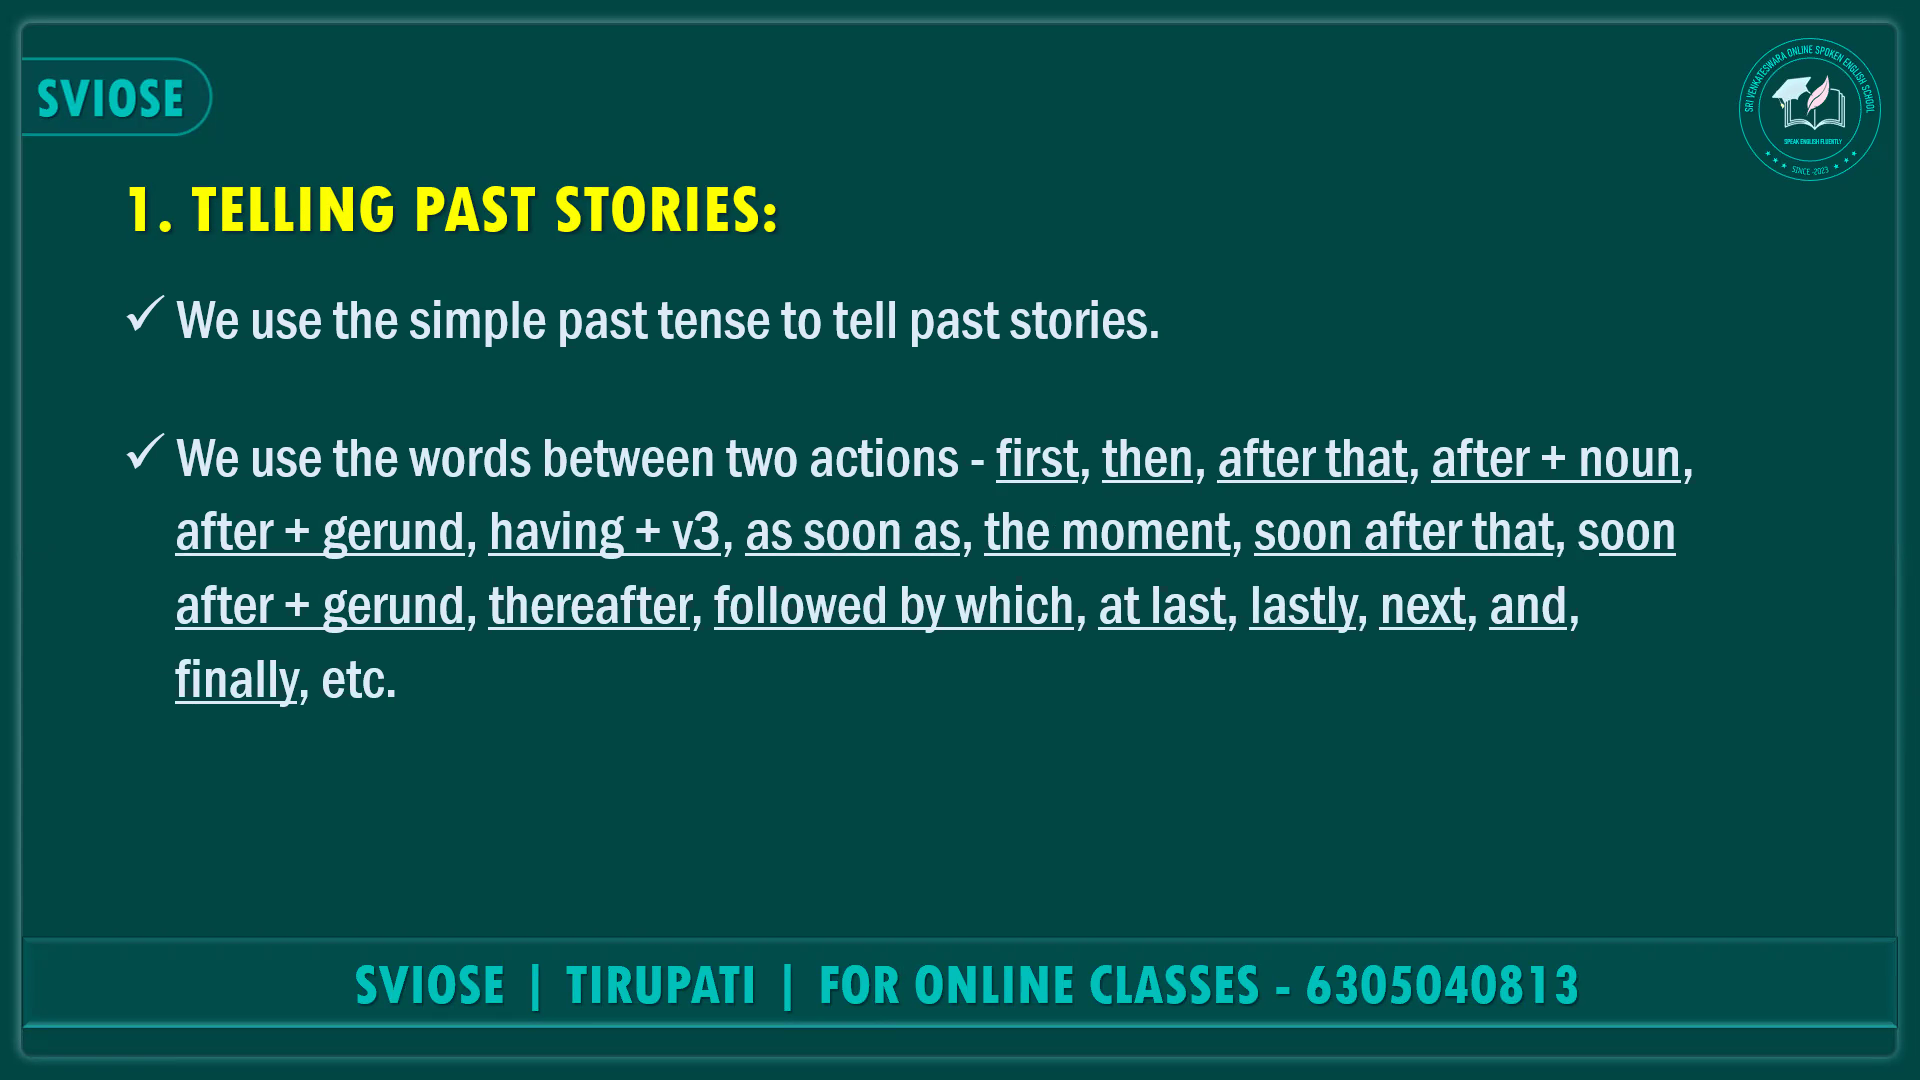 SVIOSE
SRI VENKATESWARA ONLINE SPOKEN ENGLISH SCHOOL
SPEAK ENGLISH FLUENTLY
SINCE -2023
1. TELLING PAST STORIES:
✓ We use the simple past tense to tell past stories.
✓ We use the words between two actions - first, then, after that, after + noun,
after + gerund, having + v3, as soon as, the moment, soon after that, soon
after + gerund, thereafter, followed by which, at last, lastly, next, and,
finally, etc.
SVIOSE | TIRUPATI | FOR ONLINE CLASSES - 6305040813